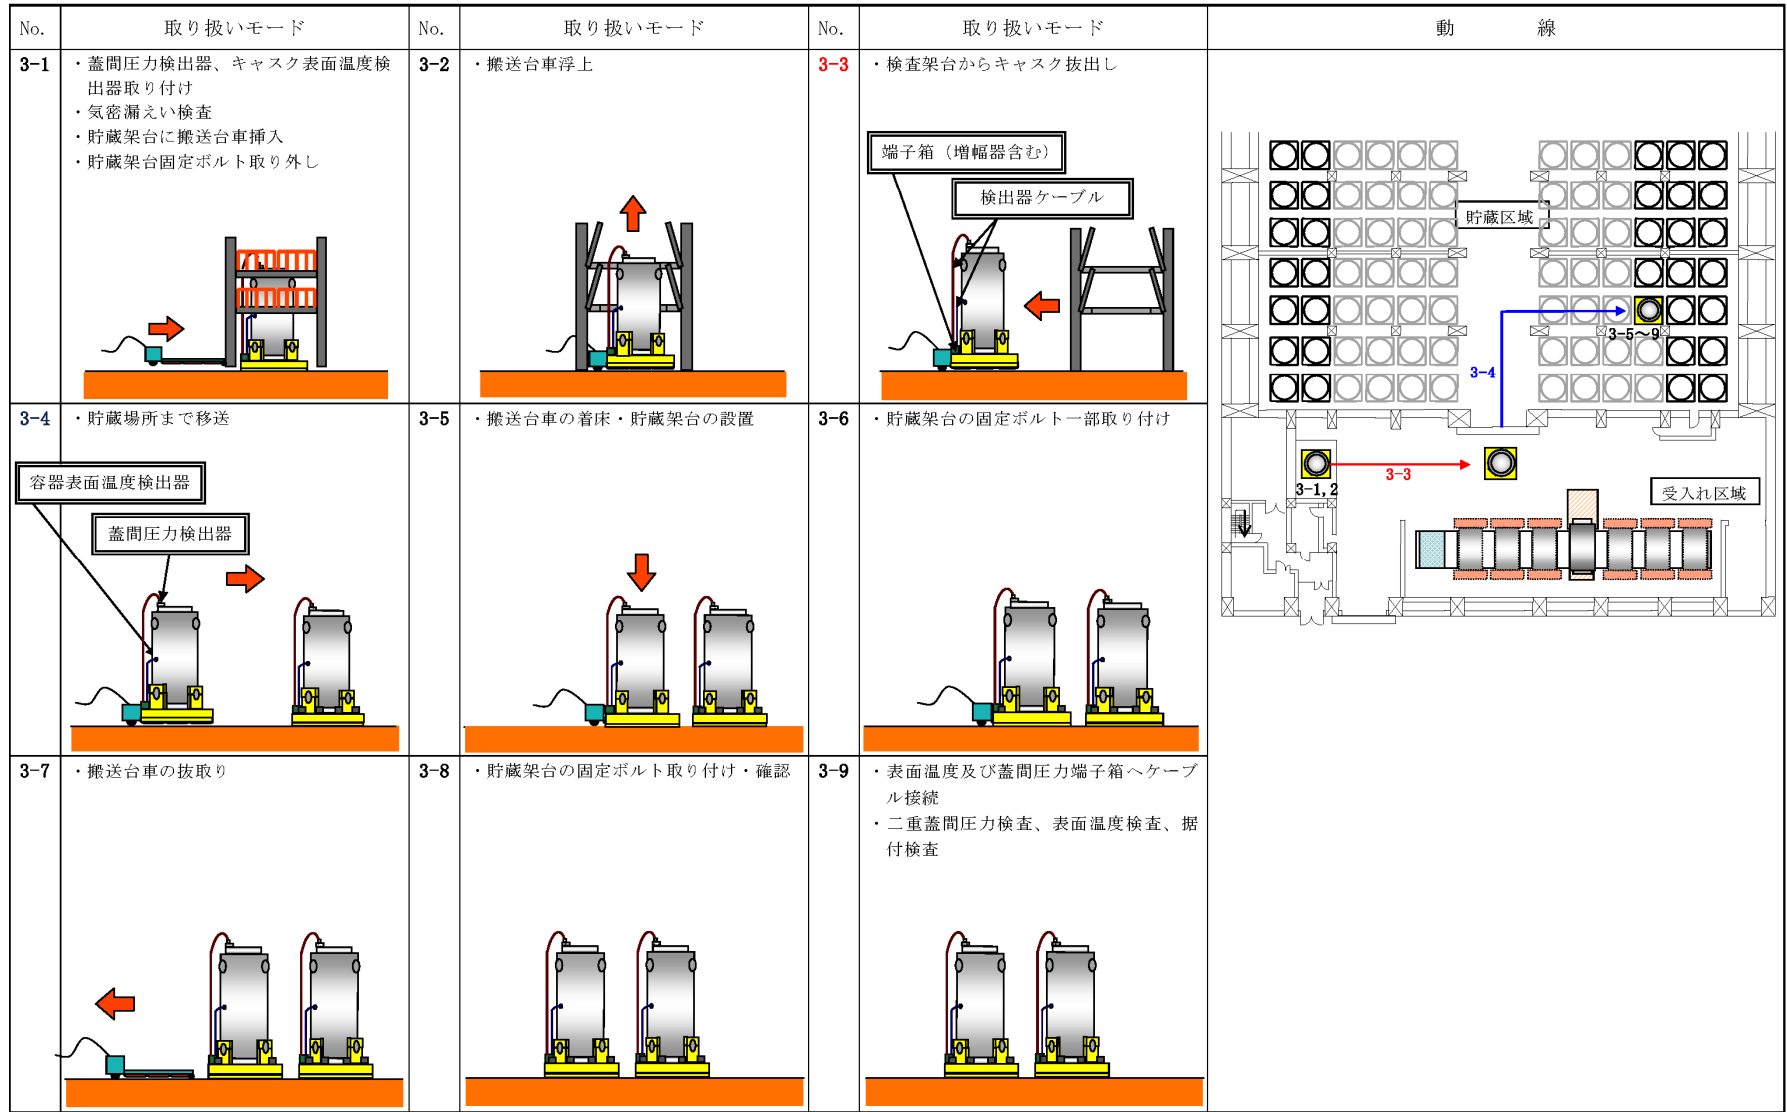 No.
取り扱いモード
No.
取り扱いモード
No.
取り扱いモード
動　　線
3-1
・蓋間圧力検出器、キャスク表面温度検
出器取り付け
・気密漏えい検査
・貯蔵架台に搬送台車挿入
・貯蔵架台固定ボルト取り外し
3-2
・搬送台車浮上
3-3
・検査架台からキャスク抜出し
端子箱（増幅器含む）
検出器ケーブル
3-4
・貯蔵場所まで移送
容器表面温度検出器
蓋間圧力検出器
3-5
・搬送台車の着床・貯蔵架台の設置
3-6
・貯蔵架台の固定ボルト一部取り付け
3-7
・搬送台車の抜取り
3-8
・貯蔵架台の固定ボルト取り付け・確認
3-9
・表面温度及び蓋間圧力端子箱へケーブ
ル接続
・二重蓋間圧力検査、表面温度検査、据
付検査
貯蔵区域
3-5～9
3-4
3-3
3-1,2
受入れ区域